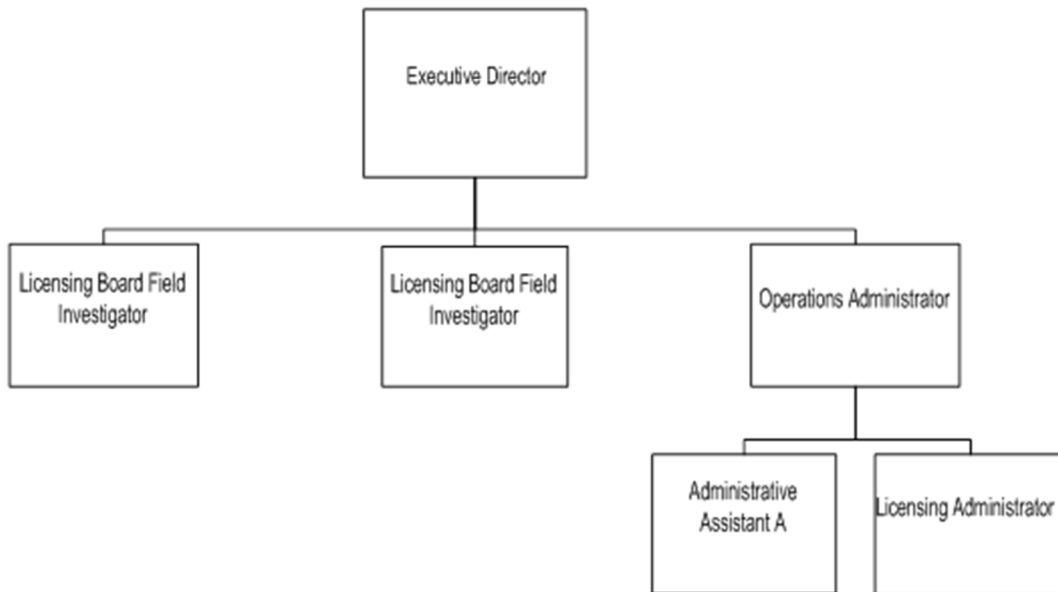 Executive Director
Licensing Board Field
Investigator
Licensing Board Field
Investigator
Operations Administrator
Administrative
Assistant A
Licensing Administrator